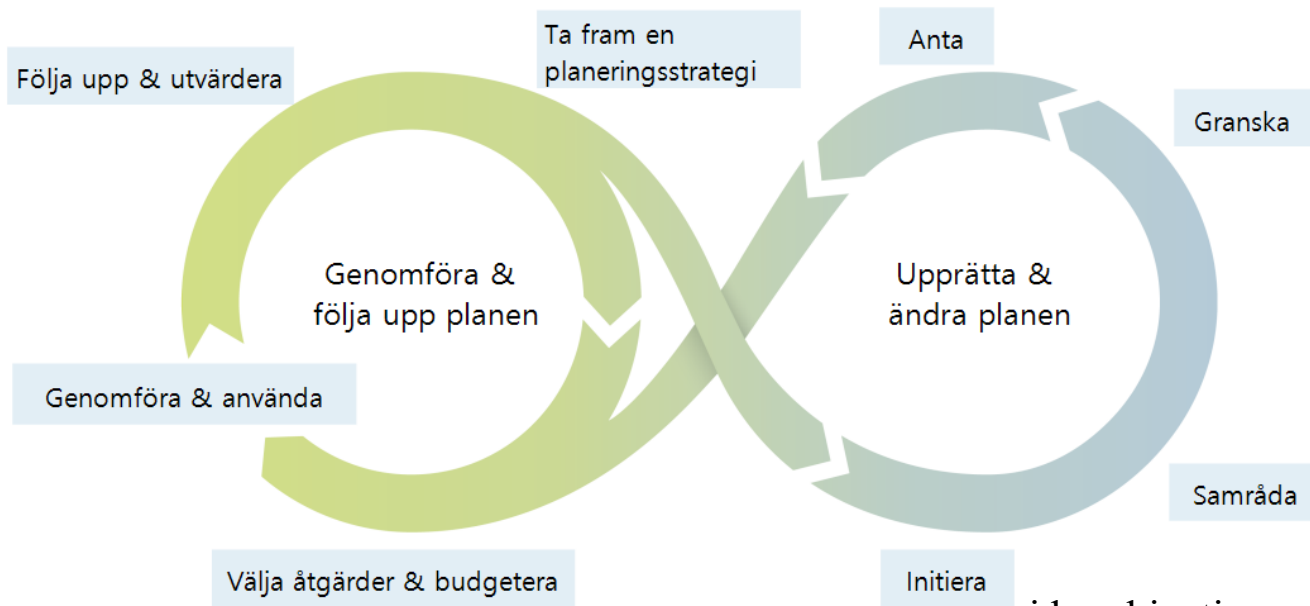 Ta fram en
planeringsstrategi
Anta
Följa upp & utvärdera
Granska
Genomföra &
följa upp planen
Upprätta &
ändra planen
Genomföra & använda
Samråda
Välja åtgärder & budgetera
Initiera